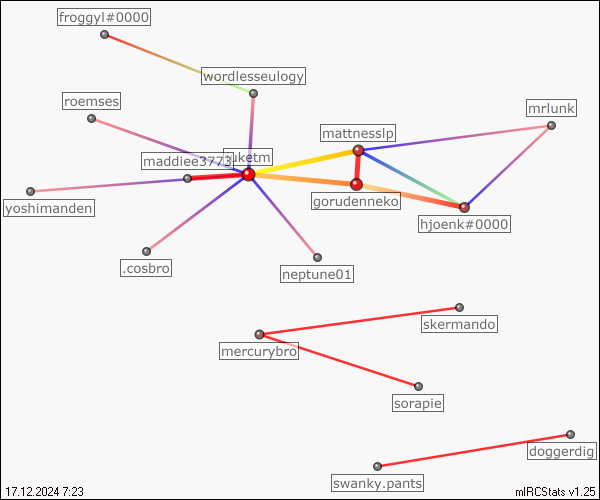 froggyl#0000
wordlesseulogy
roemses
mrlunk
mattnesslp
maddiee3773
uketm
yoshimanden
gorudenneko
hjoenk#0000
.cosbro
neptune01
skermando
mercurybro
sorapie
doggerdig
swanky.pants
17.12.2024 7:23
mIRCStats v1.25